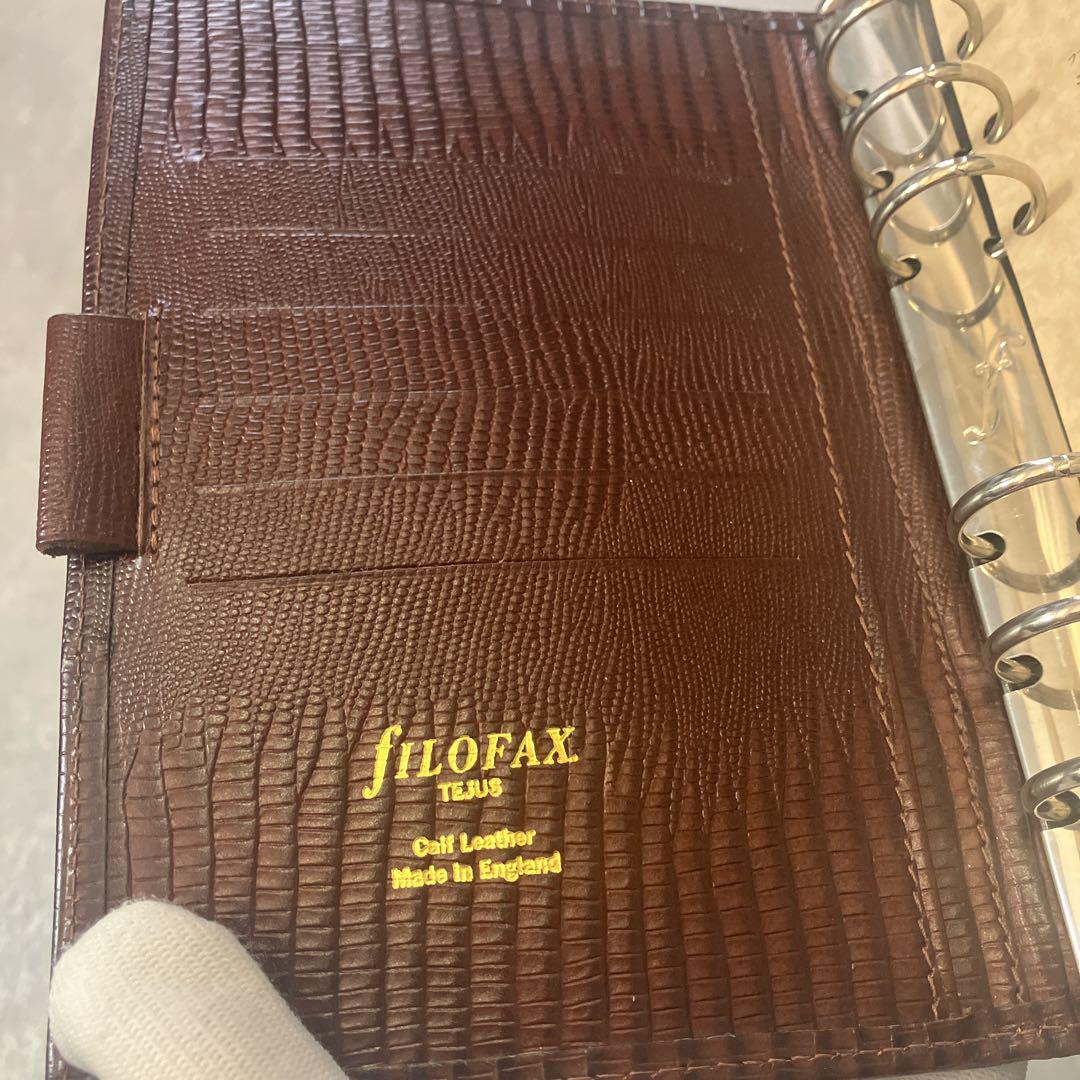 fILOFAX
TEJUS
Calf Leather
Made in England